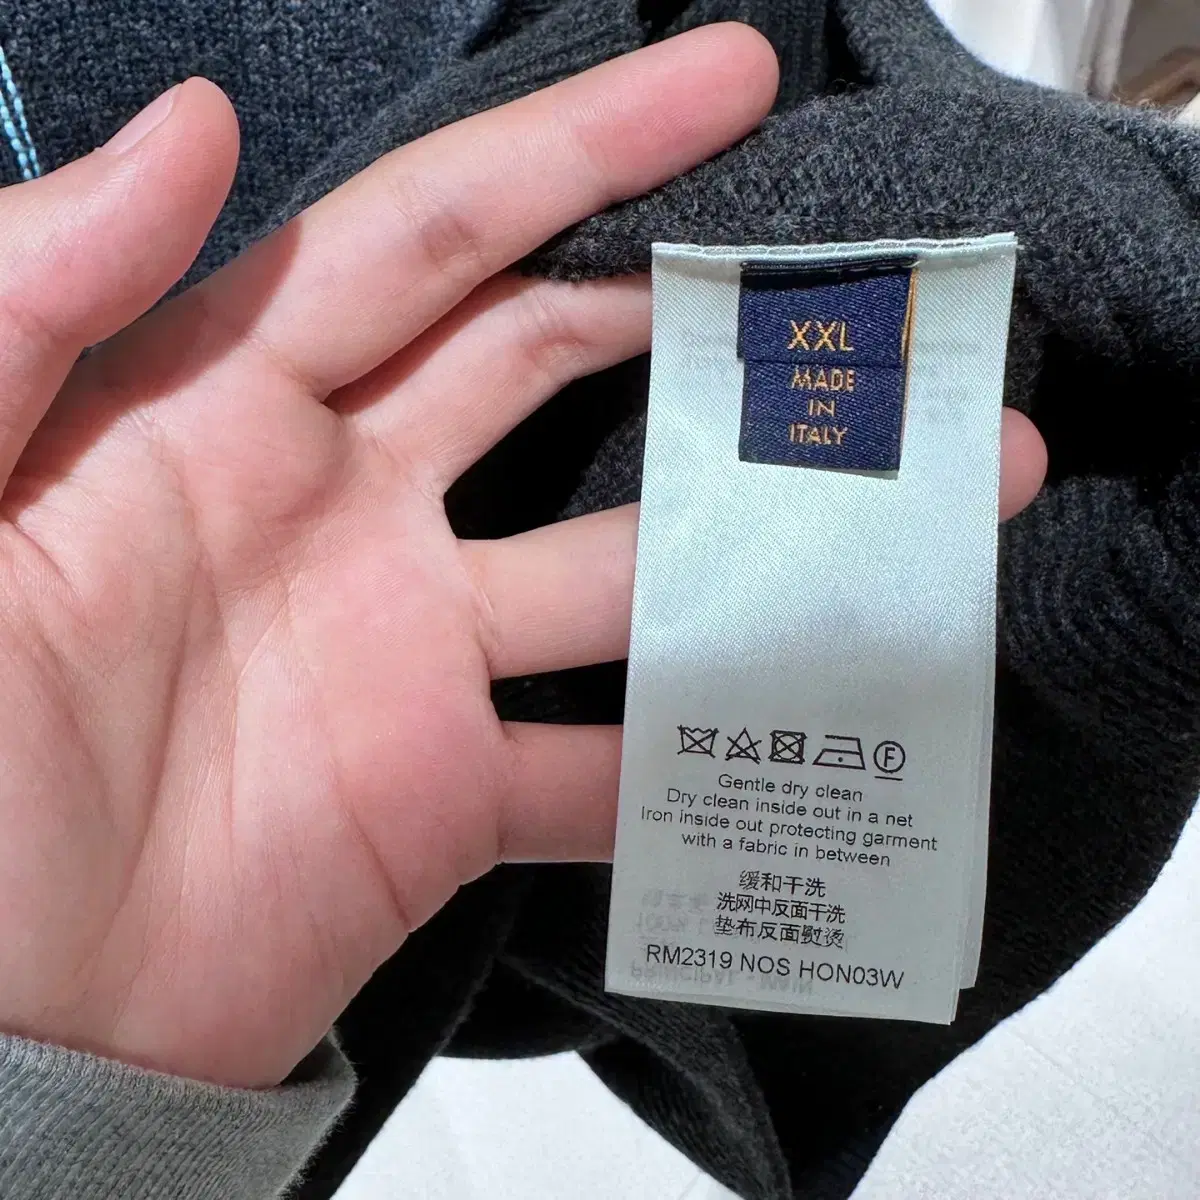 XXL
MADE
IN
ITALY
F
Gentle dry clean
Dry clean inside out in a net
Iron inside out protecting garment
with a fabric in between
缓和干洗
洗网中反面干洗
垫布反面熨烫
RM2319 NOS HON03W